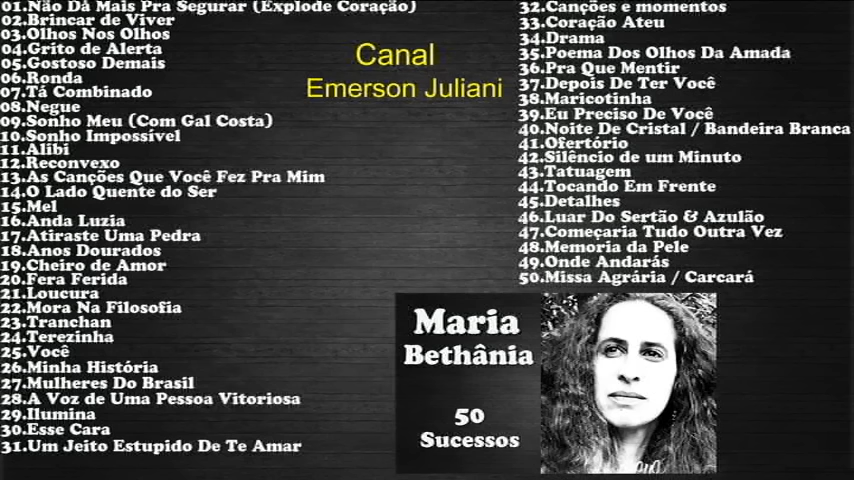 01.Não Dá Mais Pra Segurar (Explode Coração)
02.Brincar de Viver
03.Olhos Nos Olhos
04.Grito de Alerta
05.Gostoso Demais
06.Ronda
07.Tá Combinado
08.Negue
09.Sonho Meu (Com Gal Costa)
10.Sonho Impossível
11.Alibi
12.Reconvexo
13.As Canções Que Você Fez Pra Mim
14.O Lado Quente do Ser
15.Mel
16.Anda Luzia
17.Atiraste Uma Pedra
18.Anos Dourados
19.Cheiro de Amor
20.Fera Ferida
21.Loucura
22.Mora Na Filosofia
23.Tranchan
24.Terezinha
25.Você
26.Minha História
27.Mulheres Do Brasil
28.A Voz de Uma Pessoa Vitoriosa
29.Ilumina
30.Esse Cara
31.Um Jeito Estupido De Te Amar
Canal
Emerson Juliani
32.Canções e momentos
33.Coração Ateu
34.Drama
35.Poema Dos Olhos Da Amada
36.Pra Que Mentir
37.Depois De Ter Você
38.Maricotinha
39.Eu Preciso De Você
40.Noite De Cristal / Bandeira Branca
41.Ofertório
42.Silêncio de um Minuto
43.Tatuagem
44.Tocando Em Frente
45.Detalhes
46.Luar Do Sertão & Azulão
47.Começaria Tudo Outra Vez
48.Memoria da Pele
49.Onde Andarás
50.Missa Agrária / Carcará
Maria
Bethânia
50
Sucessos